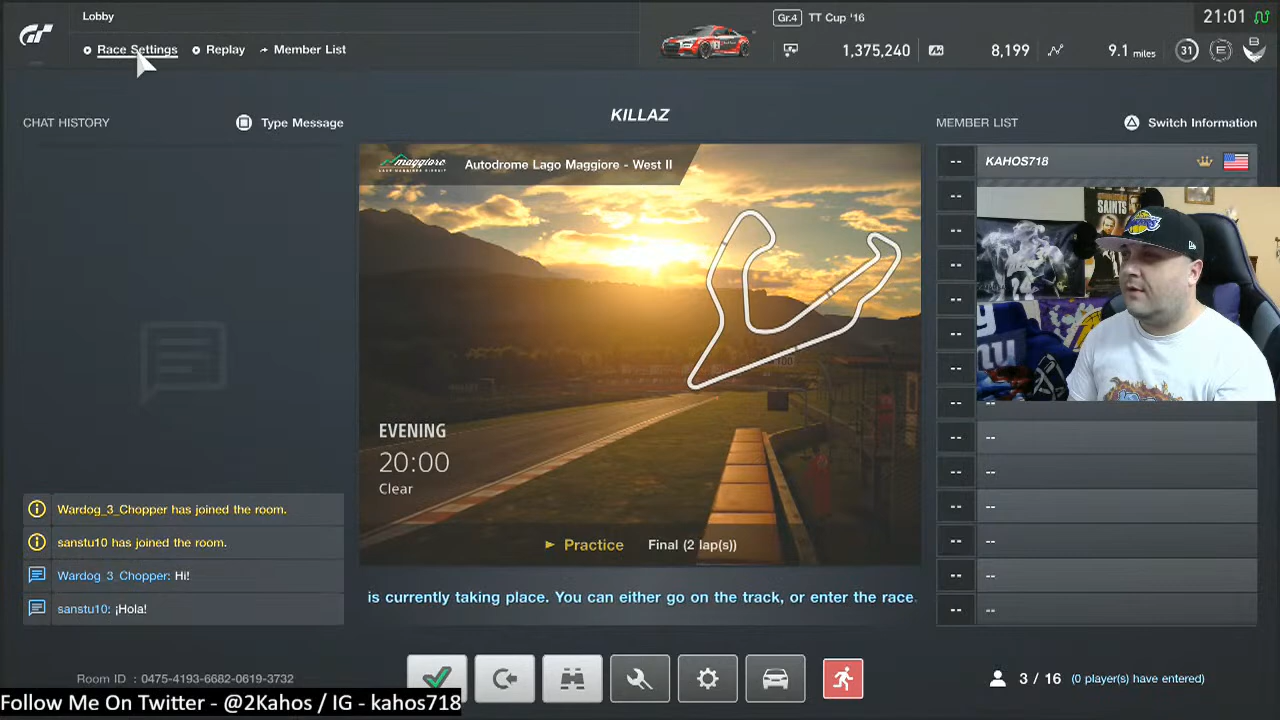 Lobby
Race Settings
Replay
Member List
Gr.4
TT Cup '16
1,375,240
8,199
9.1 miles
31
E
B
21:01
CHAT HISTORY
Type Message
KILLAZ
MEMBER LIST
Switch Information
maggiore
Autodrome Lago Maggiore - West II
-- KAHOS718
--
--
--
--
--
--
-- --
-- --
-- --
-- --
-- --
-- --
-- --
SAINTS
EVENING
20:00
Clear
Practice
Final (2 lap(s))
Wardog_3_Chopper has joined the room.
sanstu10 has joined the room.
Wardog_3_Chopper: Hi!
sanstu10: ¡Hola!
is currently taking place. You can either go on the track, or enter the race.
Room ID : 0475-4193-6682-0619-3732
3 / 16
(0 player(s) have entered)
Follow Me On Twitter - @2Kahos / IG - kahos718